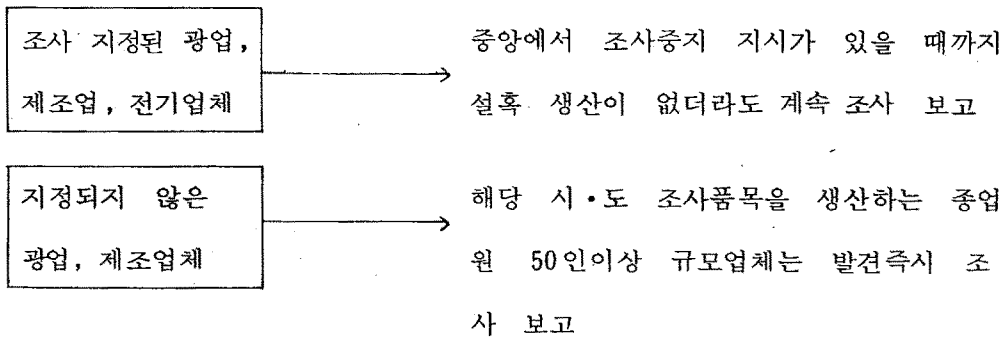 조사 지정된 광업,
제조업, 전기업체
중앙에서 조사중지 지시가 있을 때까지
설혹 생산이 없더라도 계속 조사 보고
지정되지 않은
광업, 제조업체
해당 시·도 조사품목을 생산하는 종업
원 50인이상 규모업체는 발견즉시 조
사 보고